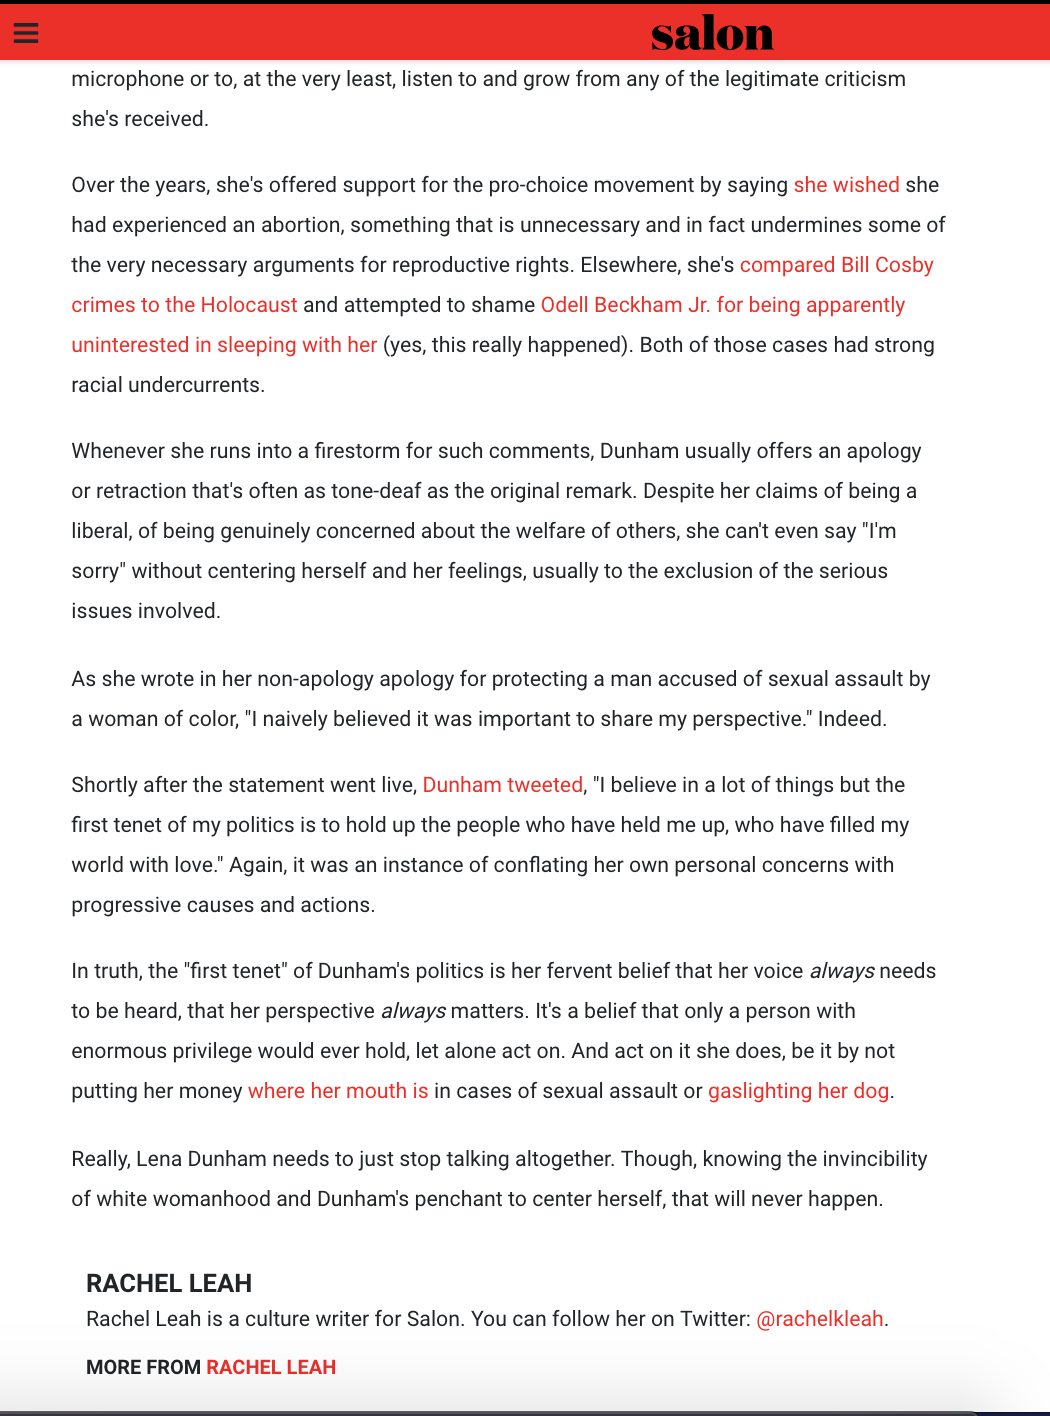 salon
microphone or to, at the very least, listen to and grow from any of the legitimate criticism
she's received.
Over the years, she's offered support for the pro-choice movement by saying she wished she
had experienced an abortion, something that is unnecessary and in fact undermines some of
the very necessary arguments for reproductive rights. Elsewhere, she's compared Bill Cosby
crimes to the Holocaust and attempted to shame Odell Beckham Jr. for being apparently
uninterested in sleeping with her (yes, this really happened). Both of those cases had strong
racial undercurrents.
Whenever she runs into a firestorm for such comments, Dunham usually offers an apology
or retraction that's often as tone-deaf as the original remark. Despite her claims of being a
liberal, of being genuinely concerned about the welfare of others, she can't even say "I'm
sorry" without centering herself and her feelings, usually to the exclusion of the serious
issues involved.
As she wrote in her non-apology apology for protecting a man accused of sexual assault by
a woman of color, "I naively believed it was important to share my perspective." Indeed.
Shortly after the statement went live, Dunham tweeted, "I believe in a lot of things but the
first tenet of my politics is to hold up the people who have held me up, who have filled my
world with love." Again, it was an instance of conflating her own personal concerns with
progressive causes and actions.
In truth, the "first tenet" of Dunham's politics is her fervent belief that her voice always needs
to be heard, that her perspective always matters. It's a belief that only a person with
enormous privilege would ever hold, let alone act on. And act on it she does, be it by not
putting her money where her mouth is in cases of sexual assault or gaslighting her dog.
Really, Lena Dunham needs to just stop talking altogether. Though, knowing the invincibility
of white womanhood and Dunham's penchant to center herself, that will never happen.
RACHEL LEAH
Rachel Leah is a culture writer for Salon. You can follow her on Twitter: @rachelkleah.
MORE FROM RACHEL LEAH